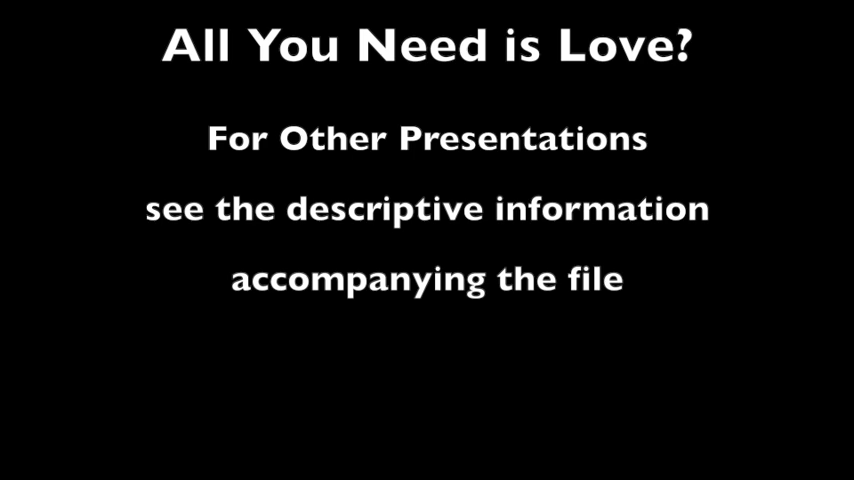 All You Need is Love?
For Other Presentations
see the descriptive information
accompanying the file